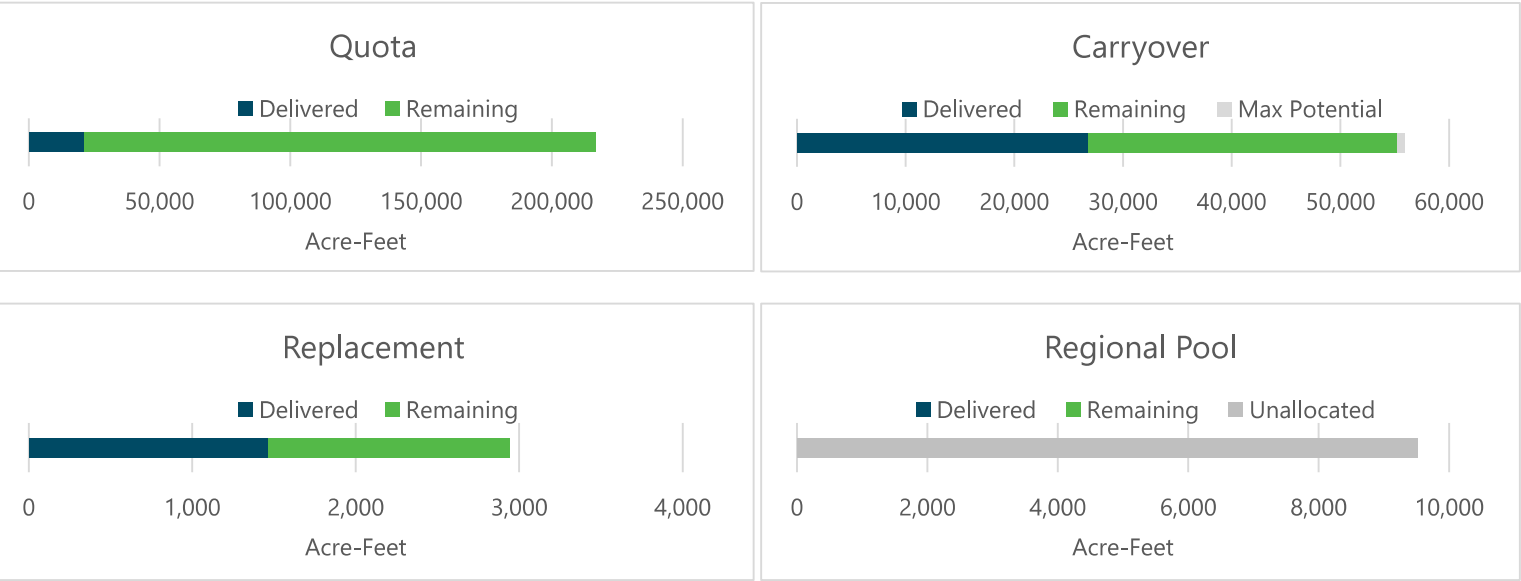 Quota
Delivered Remaining
0 50,000 100,000 150,000 200,000 250,000
Acre-Feet
Carryover
Delivered Remaining Max Potential
0 10,000 20,000 30,000 40,000 50,000 60,000
Acre-Feet
Replacement
Delivered Remaining
0 1,000 2,000 3,000 4,000
Acre-Feet
Regional Pool
Delivered Remaining Unallocated
0 2,000 4,000 6,000 8,000 10,000
Acre-Feet